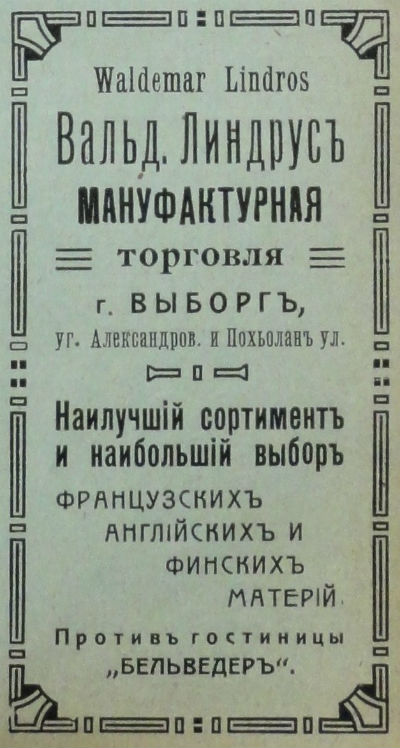 Waldemar Lindros
Вальд. Линдрусъ
МАНУФАКТУРНАЯ
торговля
г. ВЫБОРГЪ,
уг. Александров. и Похьоланъ ул.
Наилучшій сортиментъ
и наибольшій выборъ
ФРАНЦУЗСКИХЪ
АНГЛІЙСКИХЪ И
ФИНСКИХЪ
МАТЕРІЙ.
Противъ гостиницы
„БЕЛЬВЕДЕРЪ“.